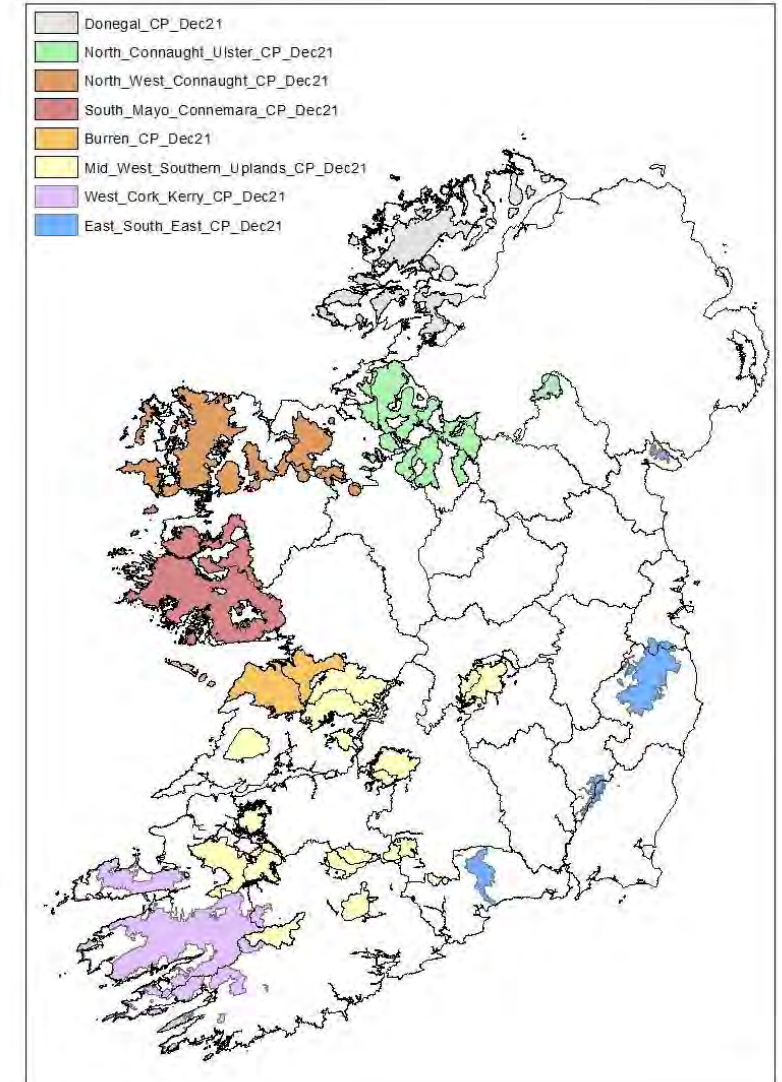 Donegal_CP_Dec21
North_Connaught_Ulster_CP_Dec21
North_West_Connaught_CP_Dec21
South_Mayo_Connemara_CP_Dec21
Burren_CP_Dec21
Mid_West_Southern_Uplands_CP_Dec21
West_Cork_Kerry_CP_Dec21
East_South_East_CP_Dec21